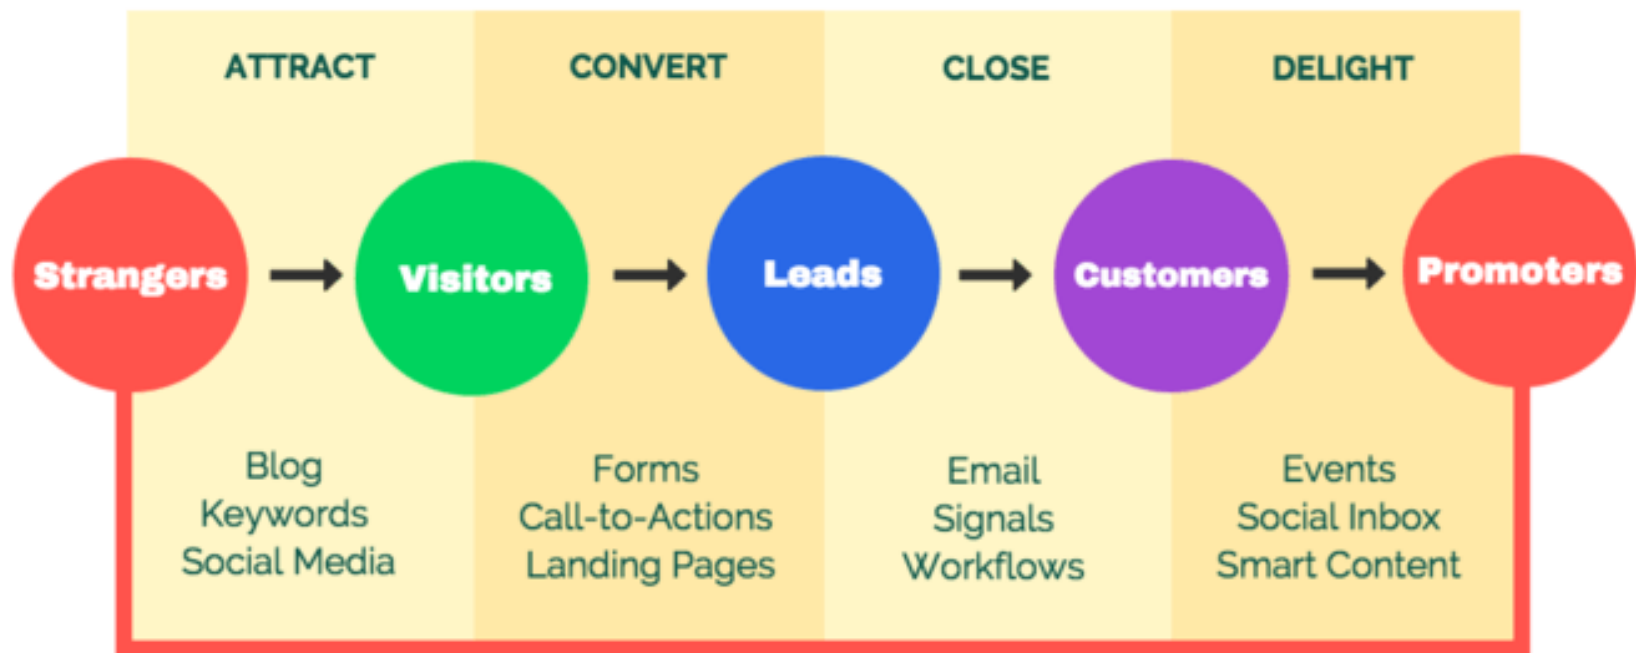 ATTRACT
CONVERT
CLOSE
DELIGHT
Strangers
Visitors
Leads
Customers
Promoters
Blog
Keywords
Social Media
Forms
Call-to-Actions
Landing Pages
Email
Signals
Workflows
Events
Social Inbox
Smart Content